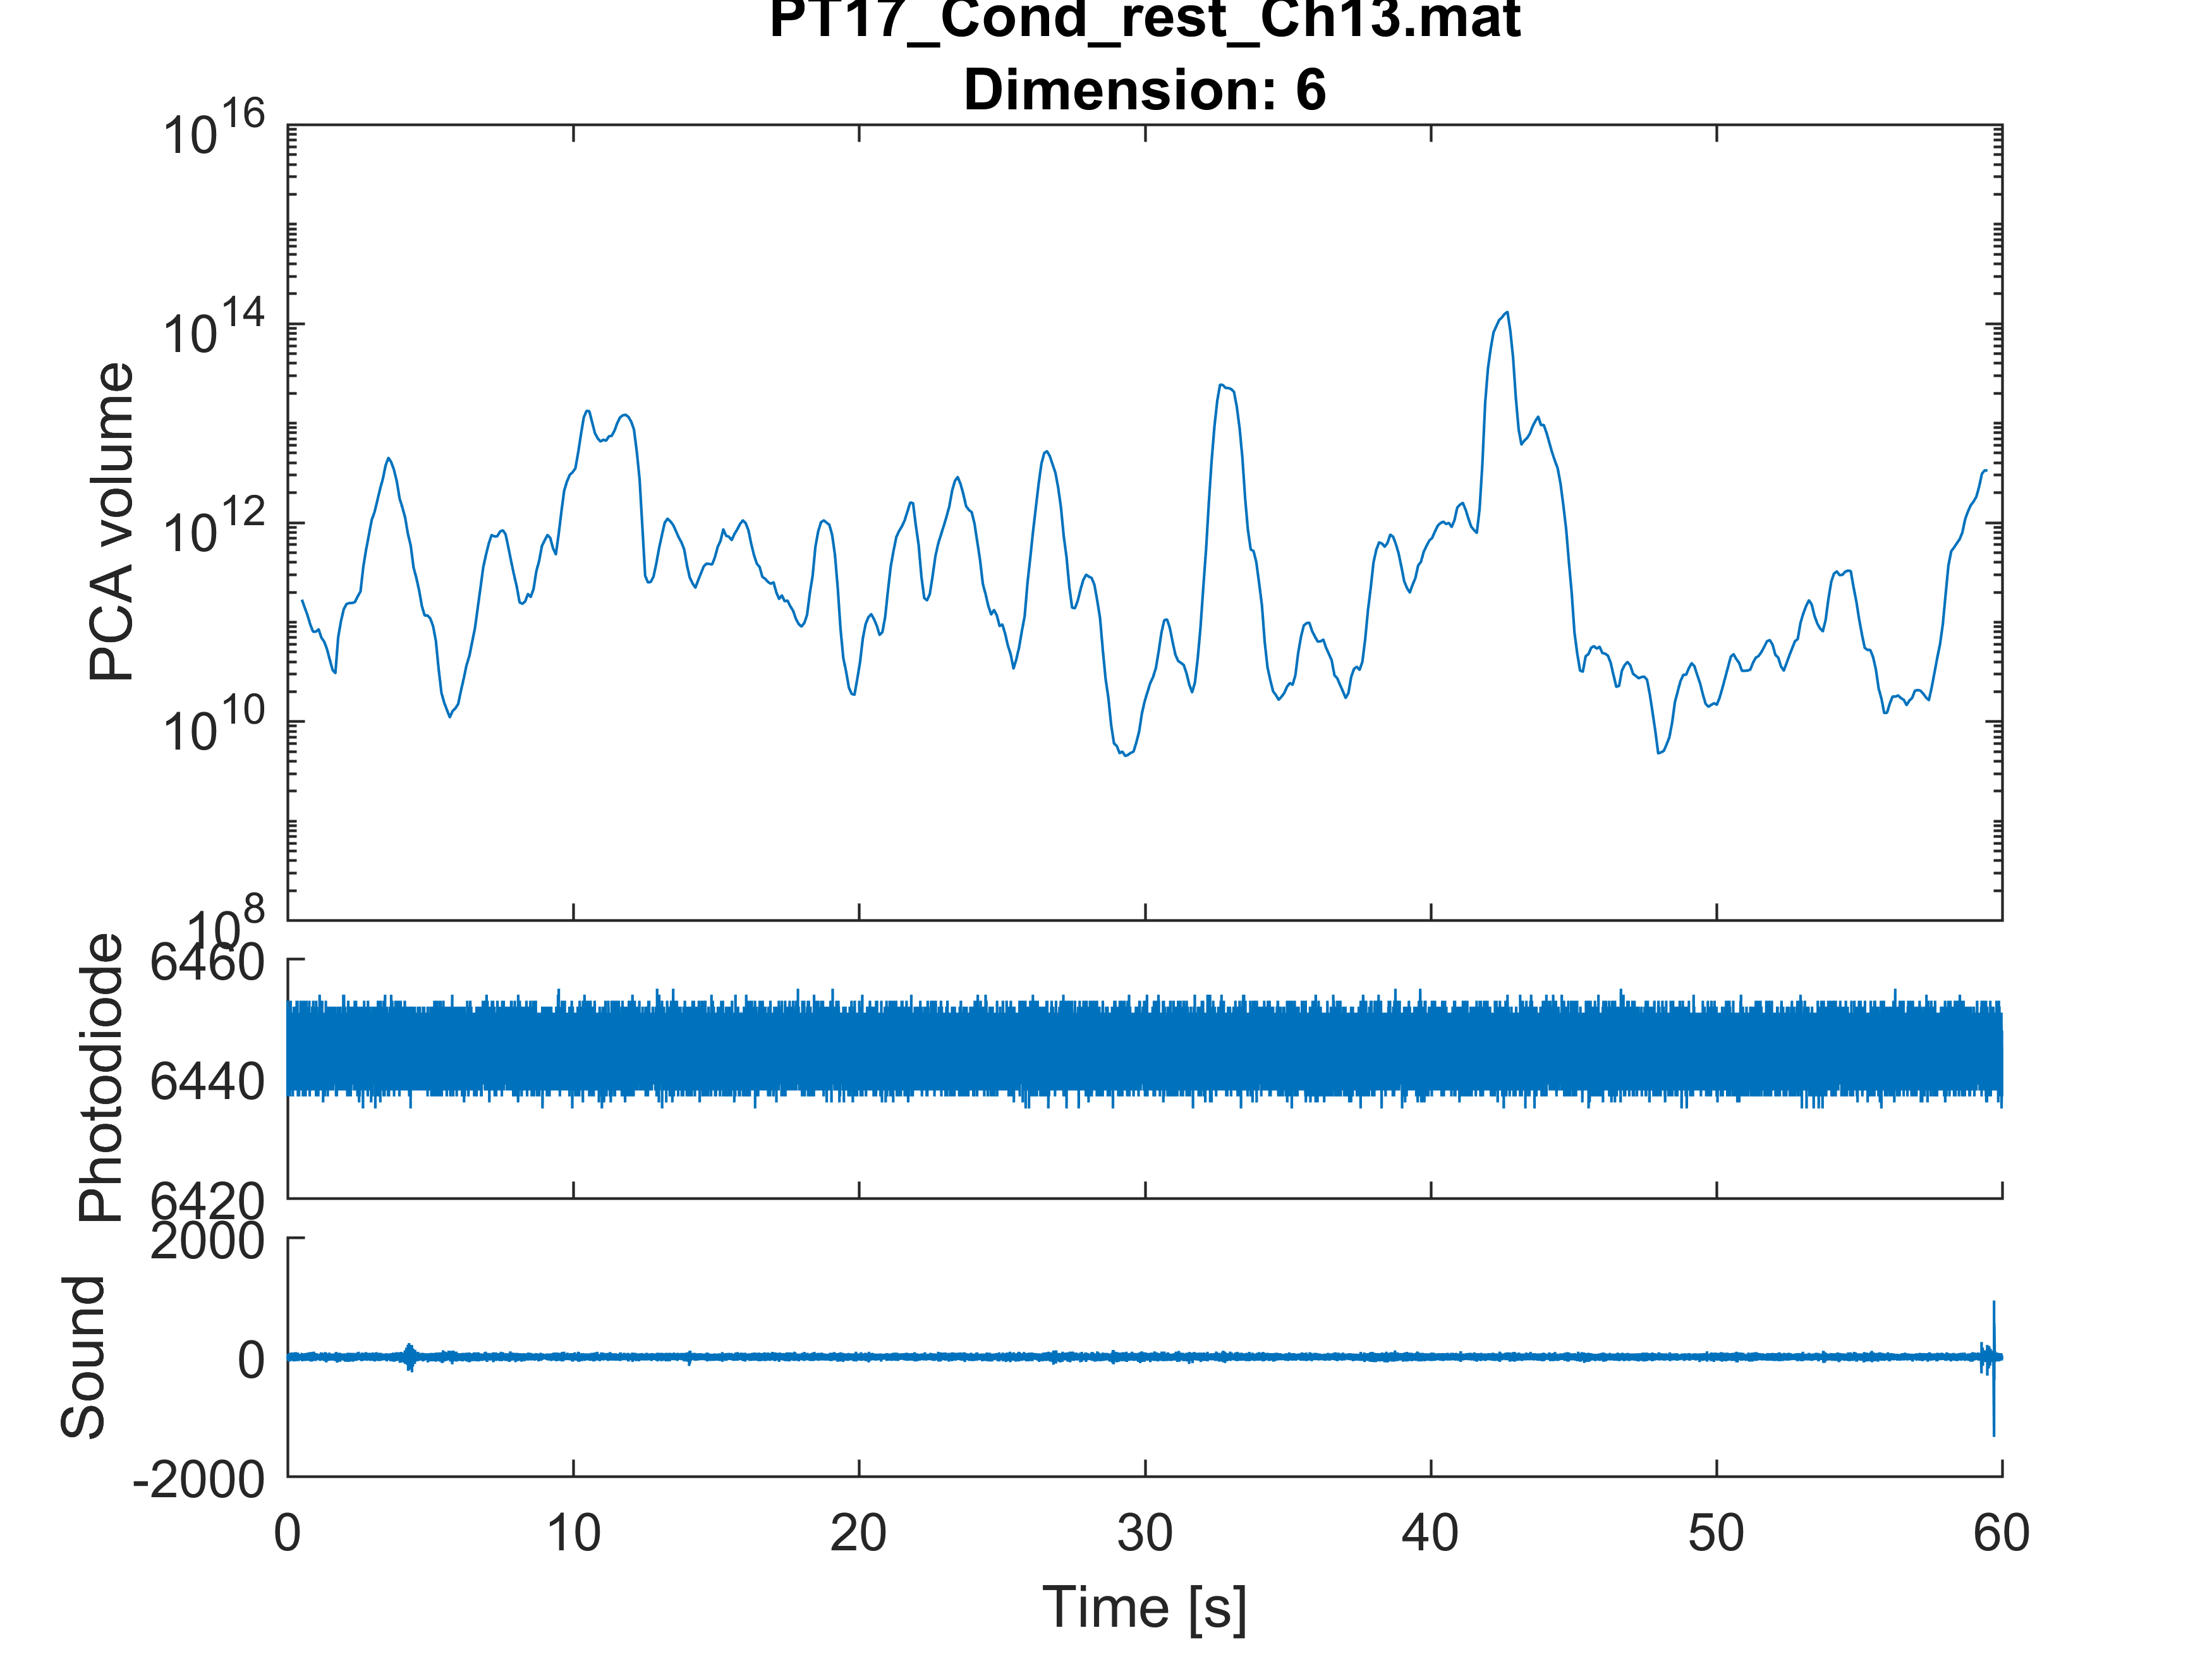 PT17_Cond_rest_Ch13.mat
Dimension: 6
10^16
10^14
10^12
10^10
10^8
PCA volume
6460
6440
6420
Photodiode
2000
0
-2000
Sound
0 10 20 30 40 50 60
Time [s]